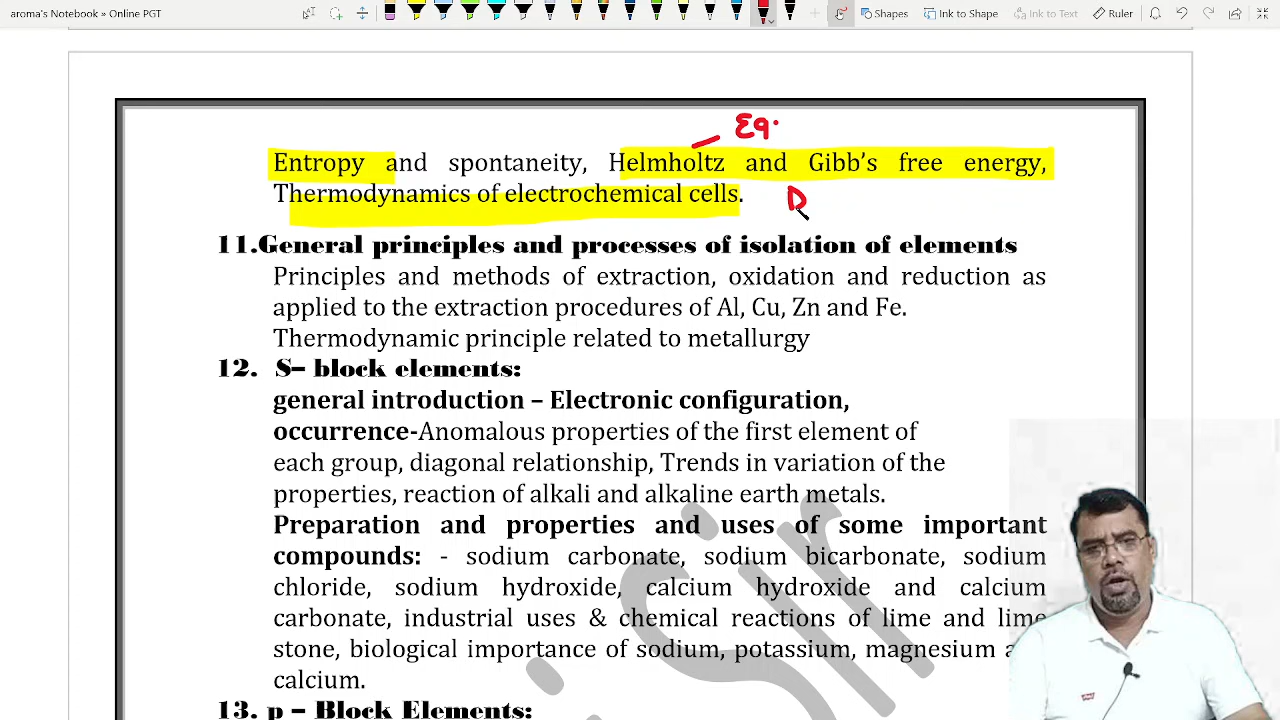 aroma's Notebook » Online TGT
Shapes Ink to Shape Ink to Text Ruler
Eq.
Entropy and spontaneity, Helmholtz and Gibb's free energy,
Thermodynamics of electrochemical cells.
D
11.General principles and processes of isolation of elements
Principles and methods of extraction, oxidation and reduction as
applied to the extraction procedures of Al, Cu, Zn and Fe.
Thermodynamic principle related to metallurgy
12. S– block elements:
general introduction – Electronic configuration,
occurrence-Anomalous properties of the first element of
each group, diagonal relationship, Trends in variation of the
properties, reaction of alkali and alkaline earth metals.
Preparation and properties and uses of some important
compounds: - sodium carbonate, sodium bicarbonate, sodium
chloride, sodium hydroxide, calcium hydroxide and calcium
carbonate, industrial uses & chemical reactions of lime and lime
stone, biological importance of sodium, potassium, magnesium
calcium.
13. p – Block Elements:
Sir